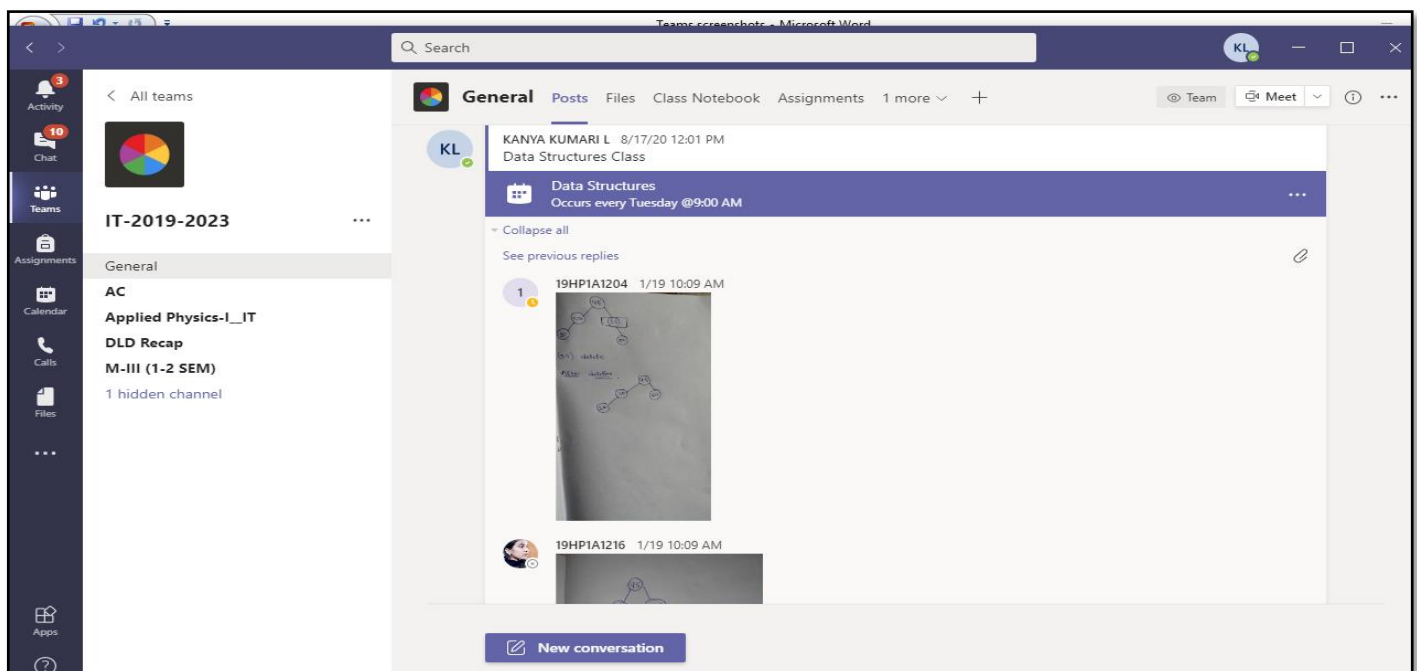 Teams screenshots - Microsoft Word
Search
KL
3
Activity
10
Chat
Teams
Assignments
Calendar
Calls
Files
Apps
All teams
IT-2019-2023
General
AC
Applied Physics-I__IT
DLD Recap
M-III (1-2 SEM)
1 hidden channel
General Posts Files Class Notebook Assignments 1 more
Team Meet
KL
KANYA KUMARI L 8/17/20 12:01 PM
Data Structures Class
Data Structures
Occurs every Tuesday @9:00 AM
Collapse all
See previous replies
1
19HP1A1204 1/19 10:09 AM
delete
19HP1A1216 1/19 10:09 AM
New conversation